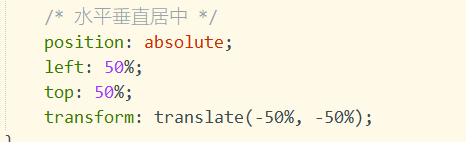 /* 水平垂直居中 */
position: absolute;
left: 50%;
top: 50%;
transform: translate(-50%, -50%);
}